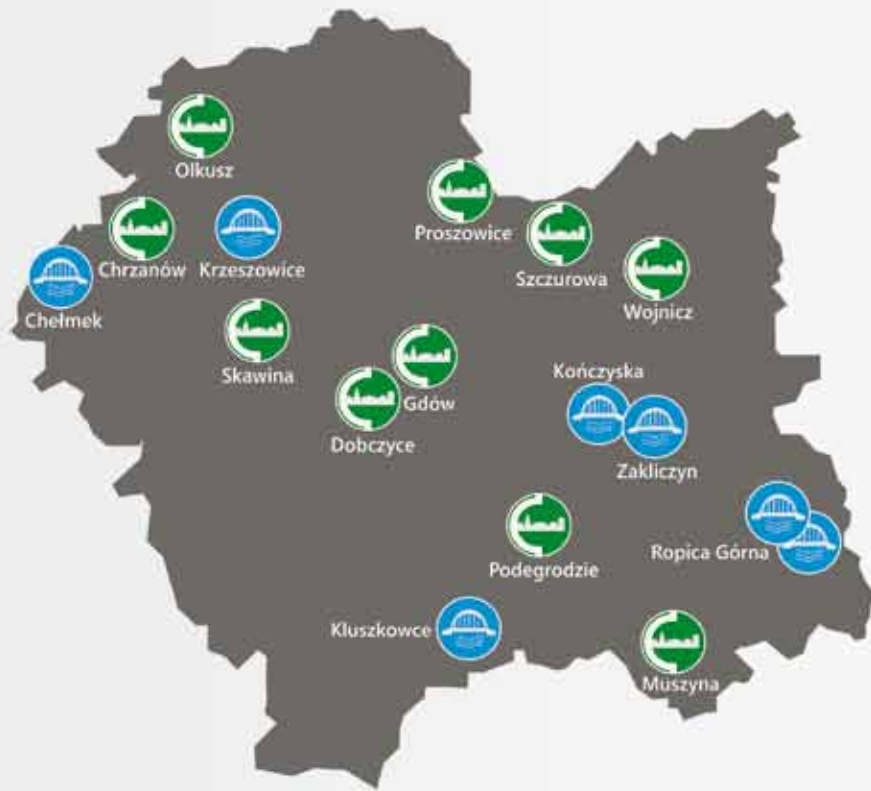 Olkusz
Proszowice
Chrzanów
Krzeszowice
Szczurowa
Wojnicz
Chełmek
Skawina
Kończyska
Gdów
Dobczyce
Zakliczyn
Ropica Górna
Podegrodzie
Kluszkowce
Muszyna